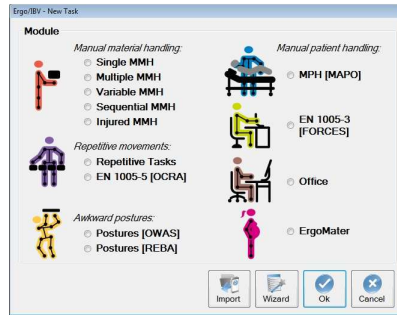 Ergo/IBV - New Task
Module
Manual material handling:
Single MMH
Multiple MMH
Variable MMH
Sequential MMH
Injured MMH
Repetitive movements:
Repetitive Tasks
EN 1005-5 [OCRA]
Awkward postures:
Postures [OWAS]
Postures [REBA]
Manual patient handling:
MPH [MAPO]
EN 1005-3
[FORCES]
Office
ErgoMater
Import
Wizard
Ok
Cancel